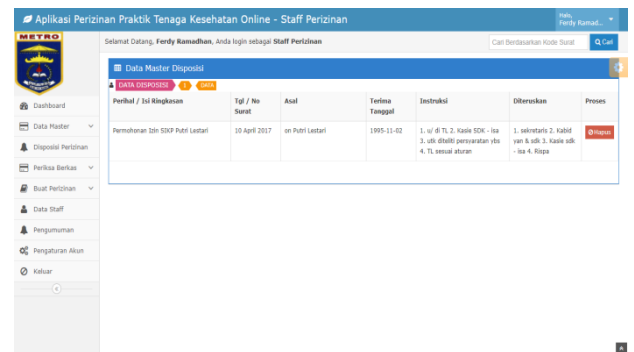 Aplikasi Perizinan Praktik Tenaga Kesehatan Online - Staff Perizinan
Halo,
Ferdy Ramad...
METRO
Selamat Datang, Ferdy Ramadhan, Anda login sebagai Staff Perizinan
Cari Berdasarkan Kode Surat
Cari
Data Master Disposisi
DATA DISPOSISI 1 DATA
Perihal / Isi Ringkasan
Tgl / No
Surat
Asal
Terima
Tanggal
Instruksi
Diteruskan
Proses
Permohonan Izin SIKP Putri Lestari
10 April 2017
on Putri Lestari
1995-11-02
1. u/ di TL 2. Kasie SDK - isa
3. utk diteliti persyaratan ybs
4. TL sesuai aturan
1. sekretaris 2. Kabid
yan & sdk 3. Kasie sdk
- isa 4. Rispa
Hapus
Dashboard
Data Master
Disposisi Perizinan
Periksa Berkas
Buat Perizinan
Data Staff
Pengumuman
Pengaturan Akun
Keluar